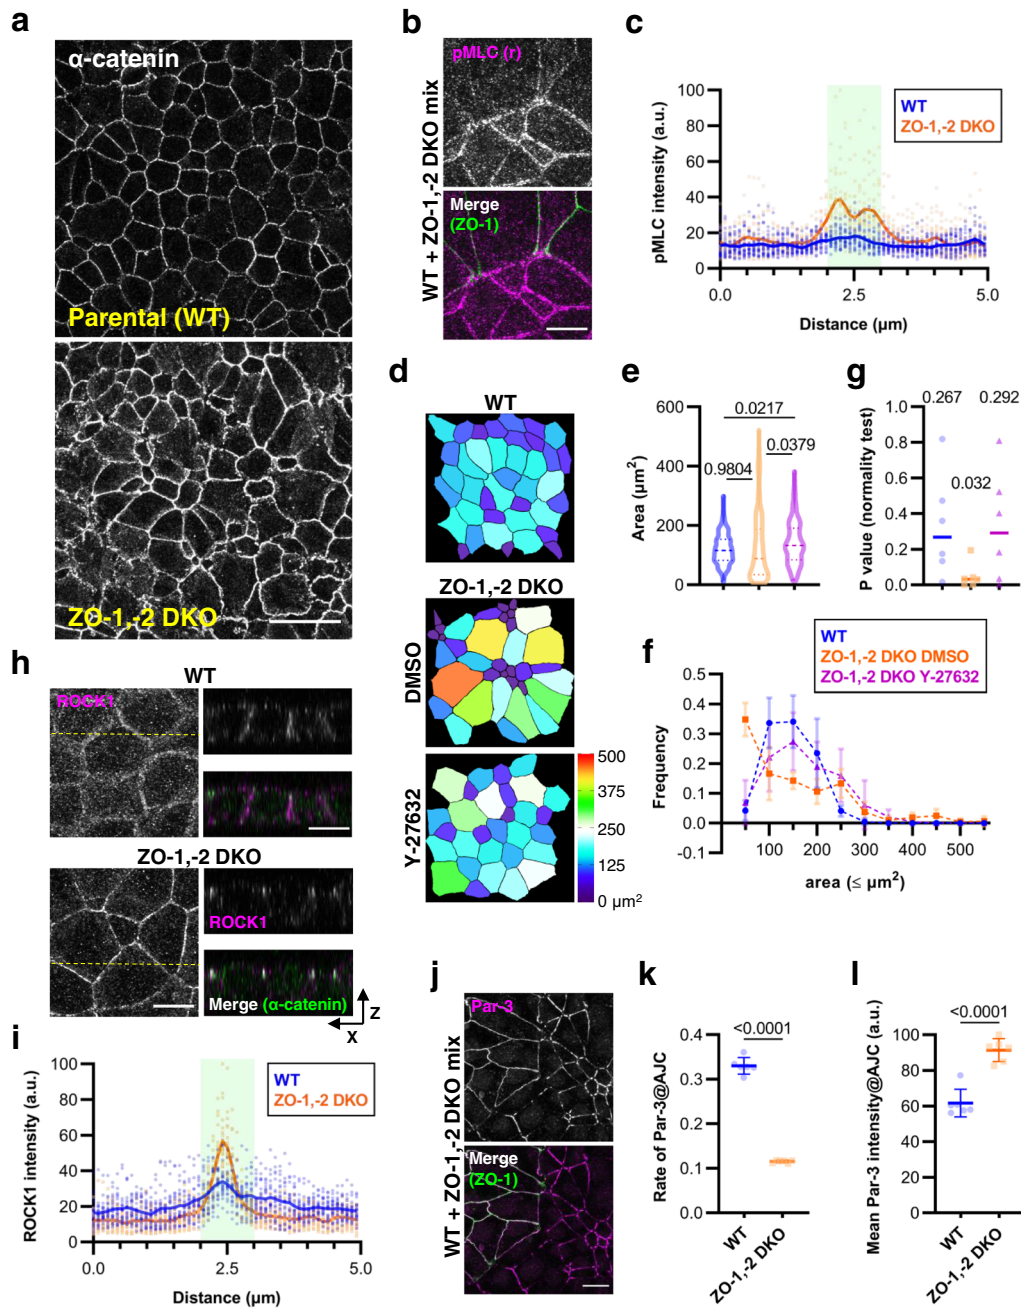 a
α-catenin
Parental (WT)
ZO-1,-2 DKO
b
WT + ZO-1,-2 DKO mix
pMLC (r)
Merge
(ZO-1)
c
pMLC intensity (a.u.)
100
80
60
40
20
0
0.0
2.5
5.0
Distance (µm)
WT
ZO-1,-2 DKO
d
WT
ZO-1,-2 DKO
DMSO
Y-27632
500
375
250
125
0 µm²
e
Area (µm²)
600
400
200
0
0.0217
0.0379
0.9804
g
P value (normality test)
0.267
0.292
0.032
1.0
0.8
0.6
0.4
0.2
0.0
f
WT
ZO-1,-2 DKO DMSO
ZO-1,-2 DKO Y-27632
Frequency
0.5
0.4
0.3
0.2
0.1
0.0
-0.1
100
200
300
400
500
area (≤ µm²)
h
WT
ROCK1
ZO-1,-2 DKO
ROCK1
Merge (α-catenin)
Z
X
i
ROCK1 intensity (a.u.)
100
80
60
40
20
0
0.0
2.5
5.0
Distance (µm)
WT
ZO-1,-2 DKO
j
WT + ZO-1,-2 DKO mix
Par-3
Merge
(ZO-1)
k
Rate of Par-3@AJC
0.4
0.3
0.2
0.1
0.0
<0.0001
WT
ZO-1,-2 DKO
l
Mean Par-3 intensity@AJC (a.u.)
100
80
60
40
20
0
<0.0001
WT
ZO-1,-2 DKO